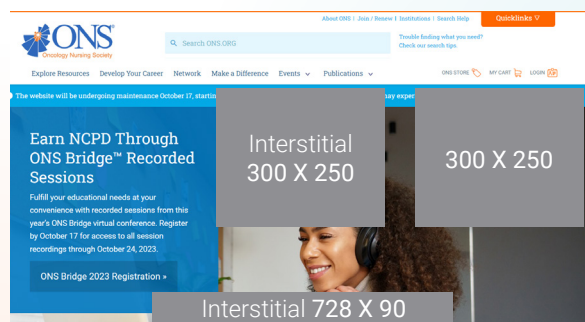 About ONS | Join / Renew | Institutions | Search Help
Quicklinks
ONS
Oncology Nursing Society
Search ONS.ORG
Trouble finding what you need?
Check our search tips.
Explore Resources Develop Your Career Network Make a Difference Events Publications
ONS STORE MY CART LOGIN
The website will be undergoing maintenance October 17, startin
may exper
Earn NCPD Through
ONS Bridge™ Recorded
Sessions
Fulfill your educational needs at your
convenience with recorded sessions from this
year's ONS Bridge virtual conference. Register
by October 17 for access to all session
recordings through October 24, 2023.
ONS Bridge 2023 Registration »
Interstitial
300 X 250
300 X 250
Interstitial 728 X 90